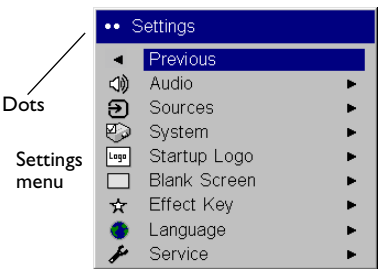 Settings
Previous
Audio
Dots
Sources
System
Settings
menu
Logo
Startup Logo
Blank Screen
Effect Key
Language
Service